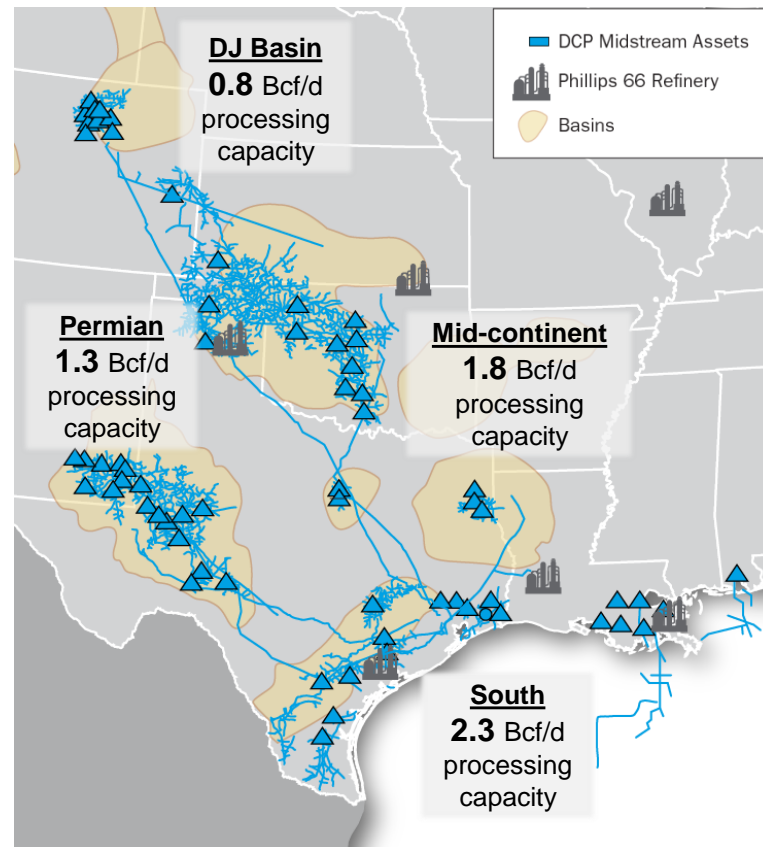 DJ Basin
0.8 Bcf/d
processing
capacity
DCP Midstream Assets
Phillips 66 Refinery
Basins
Permian
1.3 Bcf/d
processing
capacity
Mid-continent
1.8 Bcf/d
processing
capacity
South
2.3 Bcf/d
processing
capacity